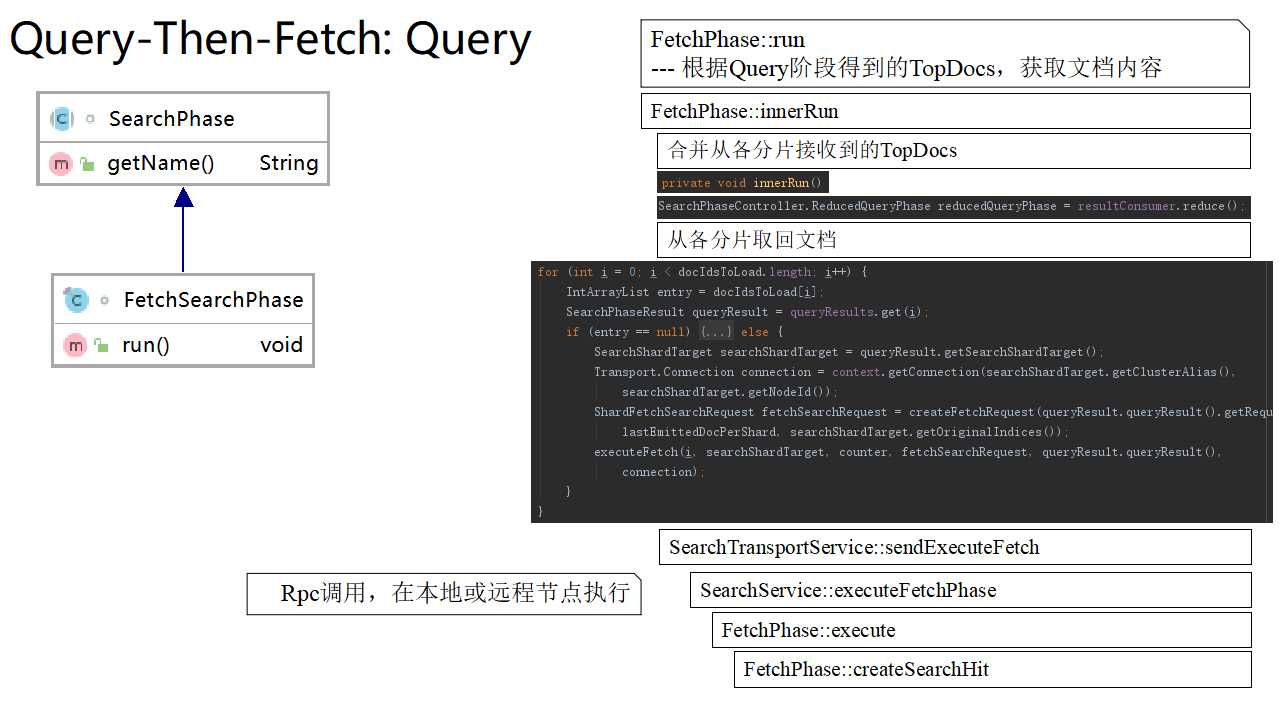 Query-Then-Fetch: Query
SearchPhase
getName() String
FetchSearchPhase
run() void
FetchPhase::run
--- 根据Query阶段得到的TopDocs，获取文档内容
FetchPhase::innerRun
合并从各分片接收到的TopDocs
private void innerRun()
SearchPhaseController.ReducedQueryPhase reducedQueryPhase = resultConsumer.reduce();
从各分片取回文档
for (int i = 0; i < docIdsToLoad.length; i++) {
IntArrayList entry = docIdsToLoad[i];
SearchPhaseResult queryResult = queryResults.get(i);
if (entry == null) {...} else {
SearchShardTarget searchShardTarget = queryResult.getSearchShardTarget();
Transport.Connection connection = context.getConnection(searchShardTarget.getClusterAlias(),
searchShardTarget.getNodeId());
ShardFetchSearchRequest fetchSearchRequest = createFetchRequest(queryResult.queryResult().getRequ
lastEmittedDocPerShard, searchShardTarget.getOriginalIndices());
executeFetch(i, searchShardTarget, counter, fetchSearchRequest, queryResult.queryResult(),
connection);
}
}
SearchTransportService::sendExecuteFetch
Rpc调用，在本地或远程节点执行
SearchService::executeFetchPhase
FetchPhase::execute
FetchPhase::createSearchHit